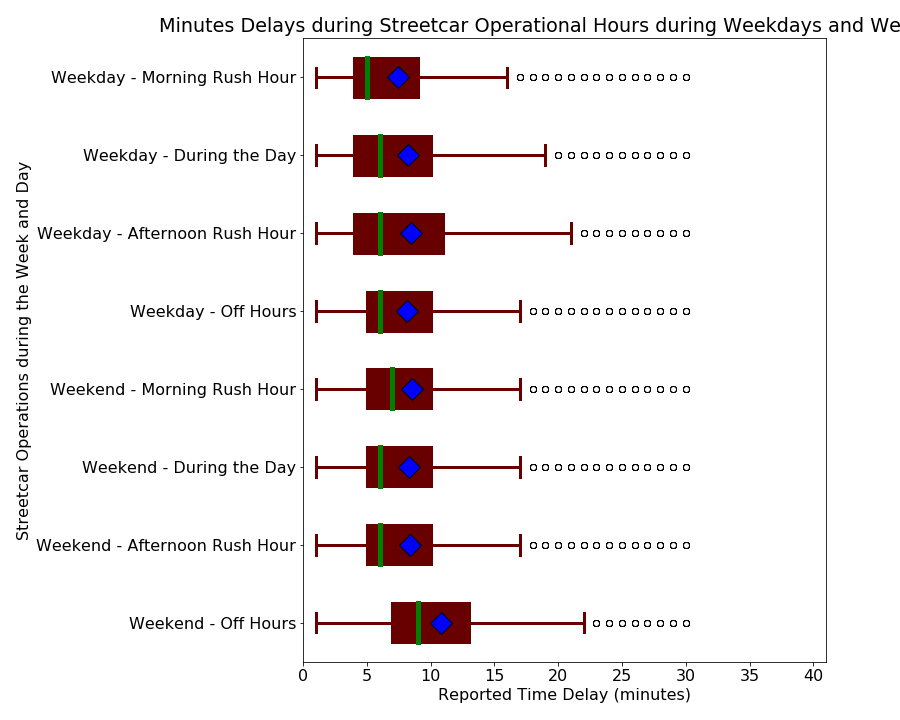 Minutes Delays during Streetcar Operational Hours during Weekdays and We
Streetcar Operations during the Week and Day
Weekday - Morning Rush Hour
Weekday - During the Day
Weekday - Afternoon Rush Hour
Weekday - Off Hours
Weekend - Morning Rush Hour
Weekend - During the Day
Weekend - Afternoon Rush Hour
Weekend - Off Hours
0 5 10 15 20 25 30 35 40
Reported Time Delay (minutes)